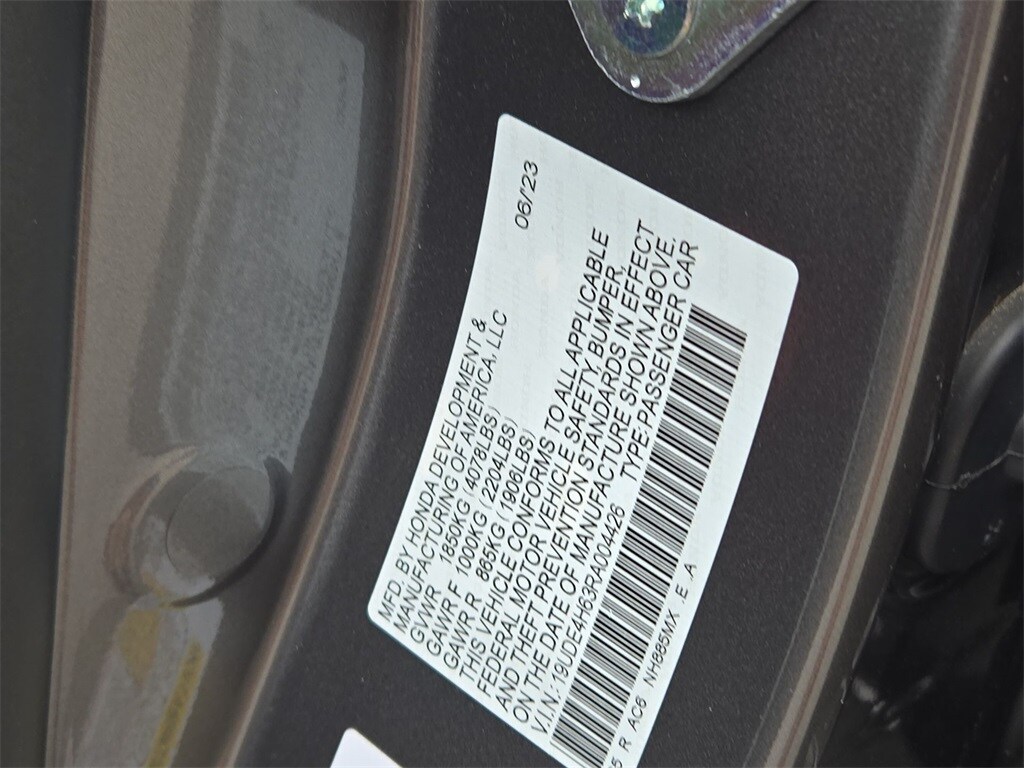 MFD. BY HONDA DEVELOPMENT &
MANUFACTURING OF AMERICA, LLC 06/23
GVWR 1850KG (4078LBS)
GAWR F 1000KG (2204LBS)
GAWR R 865KG (1906LBS)
THIS VEHICLE CONFORMS TO ALL APPLICABLE
FEDERAL MOTOR VEHICLE SAFETY, BUMPER,
AND THEFT PREVENTION STANDARDS IN EFFECT
ON THE DATE OF MANUFACTURE SHOWN ABOVE.
V.I.N.: 19UDE4H63RA004426 TYPE:PASSENGER CAR
5 R AC6 NH885MX .E .A